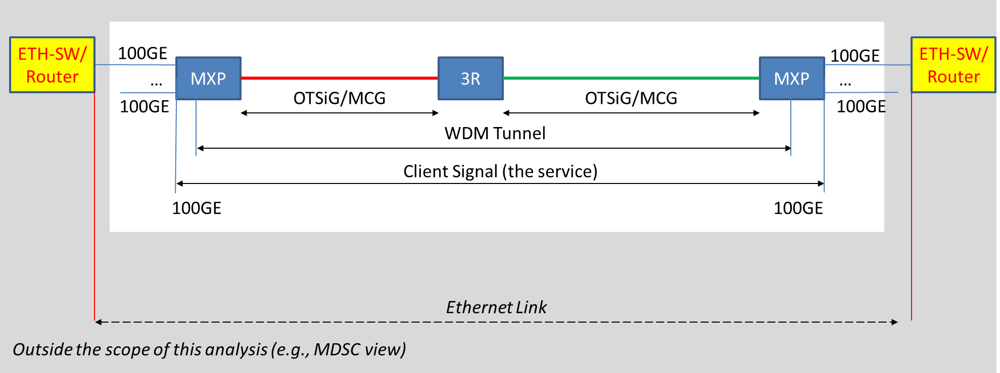 ETH-SW/
Router
100GE
...
100GE
MXP
3R
MXP
100GE
...
100GE
ETH-SW/
Router
OTSiG/MCG
OTSiG/MCG
WDM Tunnel
Client Signal (the service)
100GE
100GE
Ethernet Link
Outside the scope of this analysis (e.g., MDSC view)